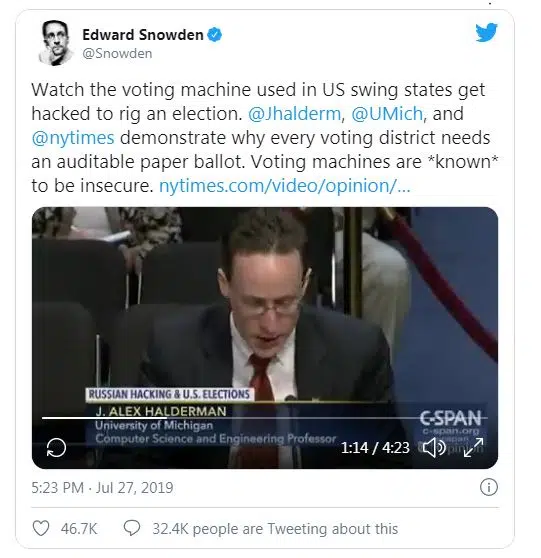 Edward Snowden
@Snowden
Watch the voting machine used in US swing states get
hacked to rig an election. @Jhalderm, @UMich, and
@nytimes demonstrate why every voting district needs
an auditable paper ballot. Voting machines are *known*
to be insecure. nytimes.com/video/opinion/...
RUSSIAN HACKING & U.S. ELECTIONS
J. ALEX HALDERMAN
University of Michigan
Computer Science and Engineering Professor
C-SPAN
c-span.org
1:14 / 4:23
5:23 PM · Jul 27, 2019
46.7K
32.4K people are Tweeting about this